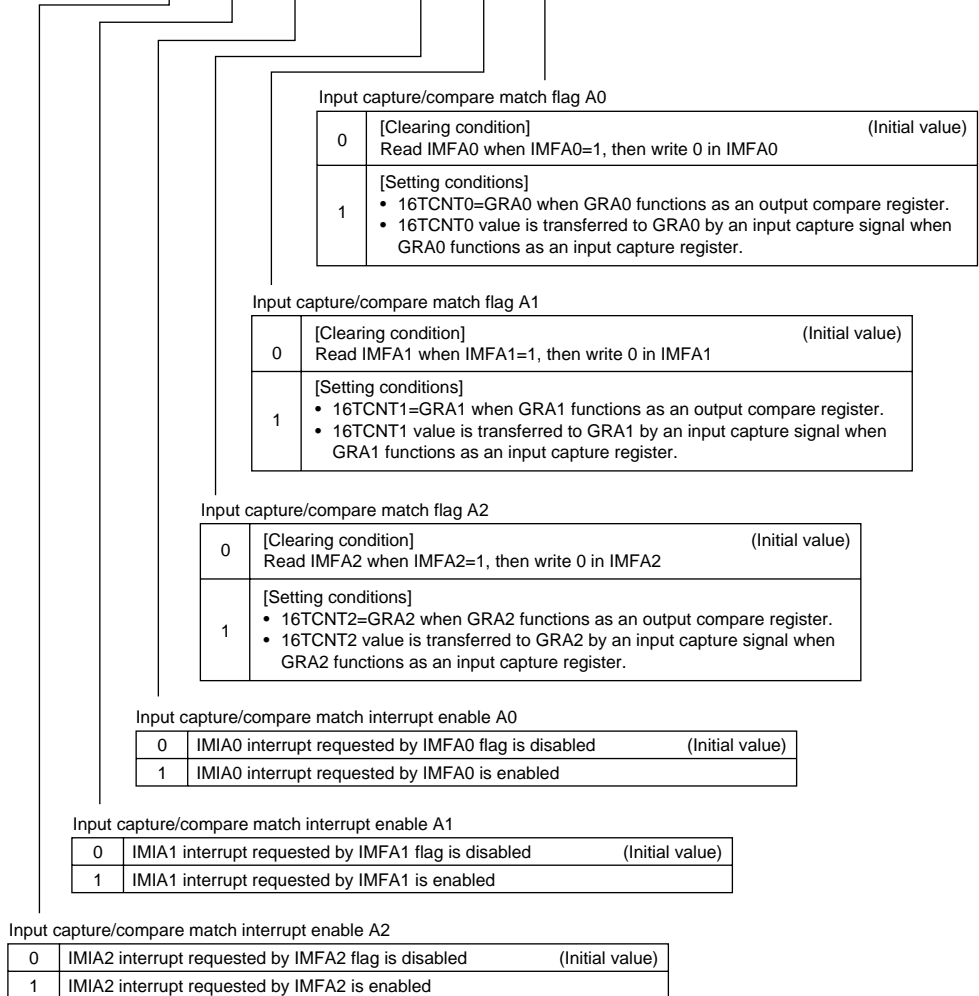 Input capture/compare match flag A0
0 [Clearing condition] (Initial value)
Read IMFA0 when IMFA0=1, then write 0 in IMFA0
1 [Setting conditions]
• 16TCNT0=GRA0 when GRA0 functions as an output compare register.
• 16TCNT0 value is transferred to GRA0 by an input capture signal when
GRA0 functions as an input capture register.
Input capture/compare match flag A1
0 [Clearing condition] (Initial value)
Read IMFA1 when IMFA1=1, then write 0 in IMFA1
1 [Setting conditions]
• 16TCNT1=GRA1 when GRA1 functions as an output compare register.
• 16TCNT1 value is transferred to GRA1 by an input capture signal when
GRA1 functions as an input capture register.
Input capture/compare match flag A2
0 [Clearing condition] (Initial value)
Read IMFA2 when IMFA2=1, then write 0 in IMFA2
1 [Setting conditions]
• 16TCNT2=GRA2 when GRA2 functions as an output compare register.
• 16TCNT2 value is transferred to GRA2 by an input capture signal when
GRA2 functions as an input capture register.
Input capture/compare match interrupt enable A0
0 IMIA0 interrupt requested by IMFA0 flag is disabled (Initial value)
1 IMIA0 interrupt requested by IMFA0 is enabled
Input capture/compare match interrupt enable A1
0 IMIA1 interrupt requested by IMFA1 flag is disabled (Initial value)
1 IMIA1 interrupt requested by IMFA1 is enabled
Input capture/compare match interrupt enable A2
0 IMIA2 interrupt requested by IMFA2 flag is disabled (Initial value)
1 IMIA2 interrupt requested by IMFA2 is enabled